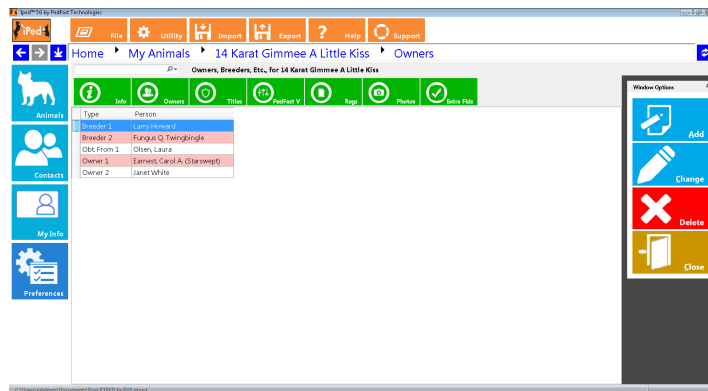 Iped™5G by PedFast Technologies
iPed
File
Utility
Import
Export
Help
Support
Home My Animals 14 Karat Gimmee A Little Kiss Owners
Owners, Breeders, Etc., for 14 Karat Gimmee A Little Kiss
Info
Owners
Titles
PedFast V
Regs
Photos
Extra Flds
Type Person
Breeder 1 Larry Howard
Breeder 2 Fungus Q. Twingbingle
Obt. From 1 Olsen, Laura
Owner 1 Earnest, Carol A. (Starswept)
Owner 2 Janet White
Animals
Contacts
My Info
Preferences
Window Options
Add
Change
Delete
Close